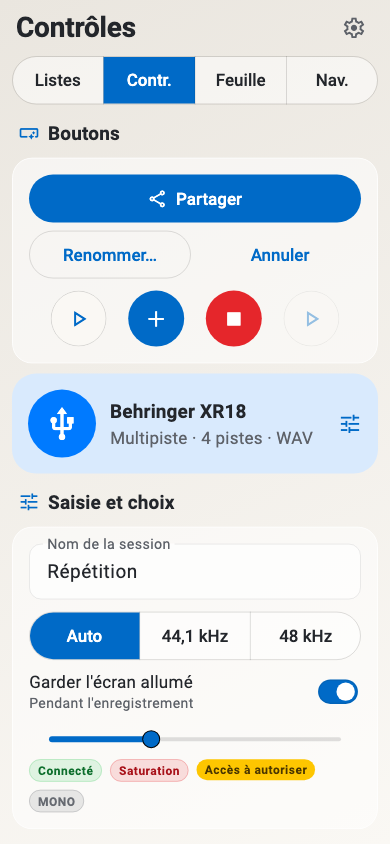 Contrôles
Listes
Contr.
Feuille
Nav.
Boutons
Partager
Renommer…
Annuler
Behringer XR18
Multipiste · 4 pistes · WAV
Saisie et choix
Nom de la session
Répétition
Auto
44,1 kHz
48 kHz
Garder l'écran allumé
Pendant l'enregistrement
Connecté
Saturation
Accès à autoriser
MONO